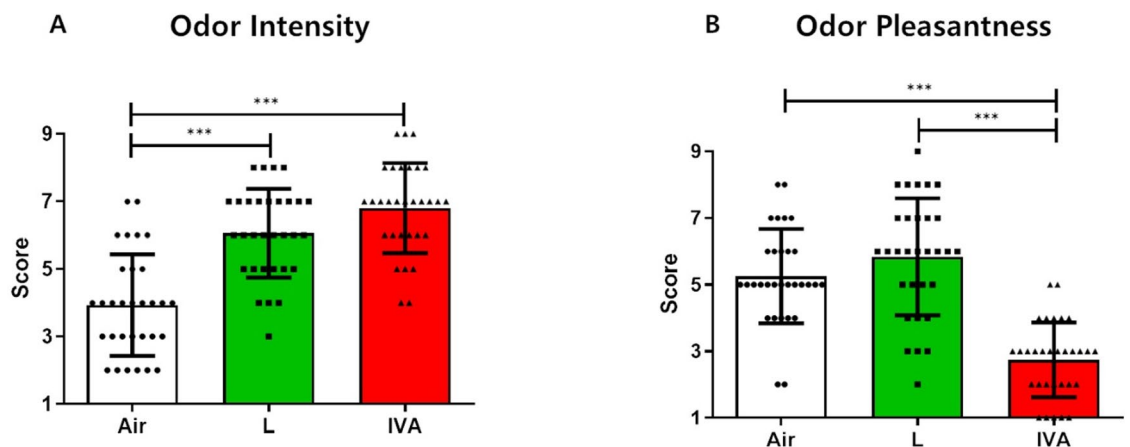 A Odor Intensity
***
***
9
7
5
3
1
Score
Air L IVA
B Odor Pleasantness
***
***
9
7
5
3
1
Score
Air L IVA